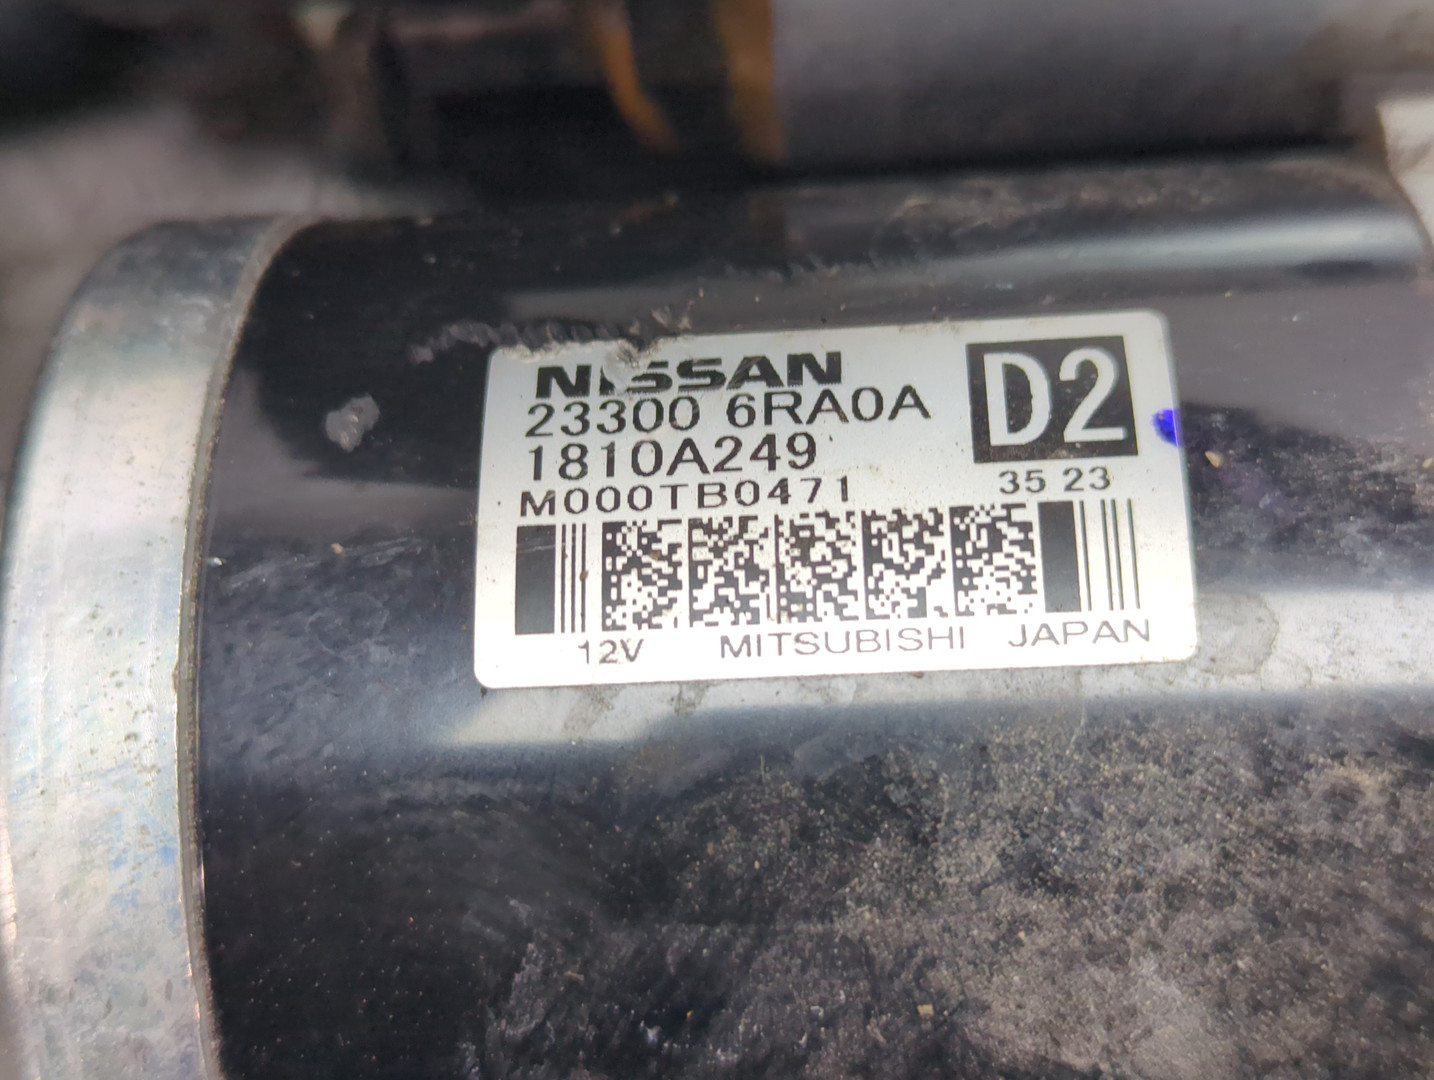 NISSAN
23300 6RA0A
D2
1810A249
M000TB0471
35 23
12V MITSUBISHI JAPAN